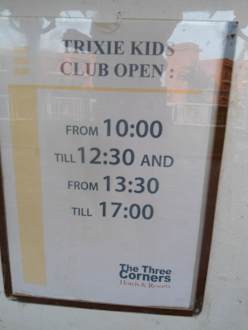 TRIXIE KIDS
CLUB OPEN :
FROM 10:00
TILL 12:30 AND
FROM 13:30
TILL 17:00
The Three
Corners
Hotels & Resorts